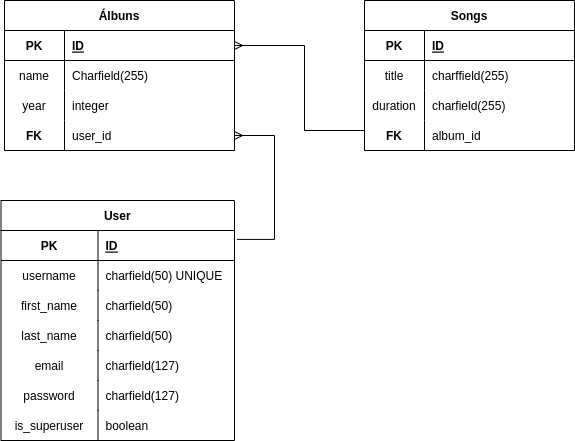 Álbuns
PK ID
name Charfield(255)
year integer
FK user_id
Songs
PK ID
title charffield(255)
duration charfield(255)
FK album_id
User
PK ID
username charfield(50) UNIQUE
first_name charfield(50)
last_name charfield(50)
email charfield(127)
password charfield(127)
is_superuser boolean